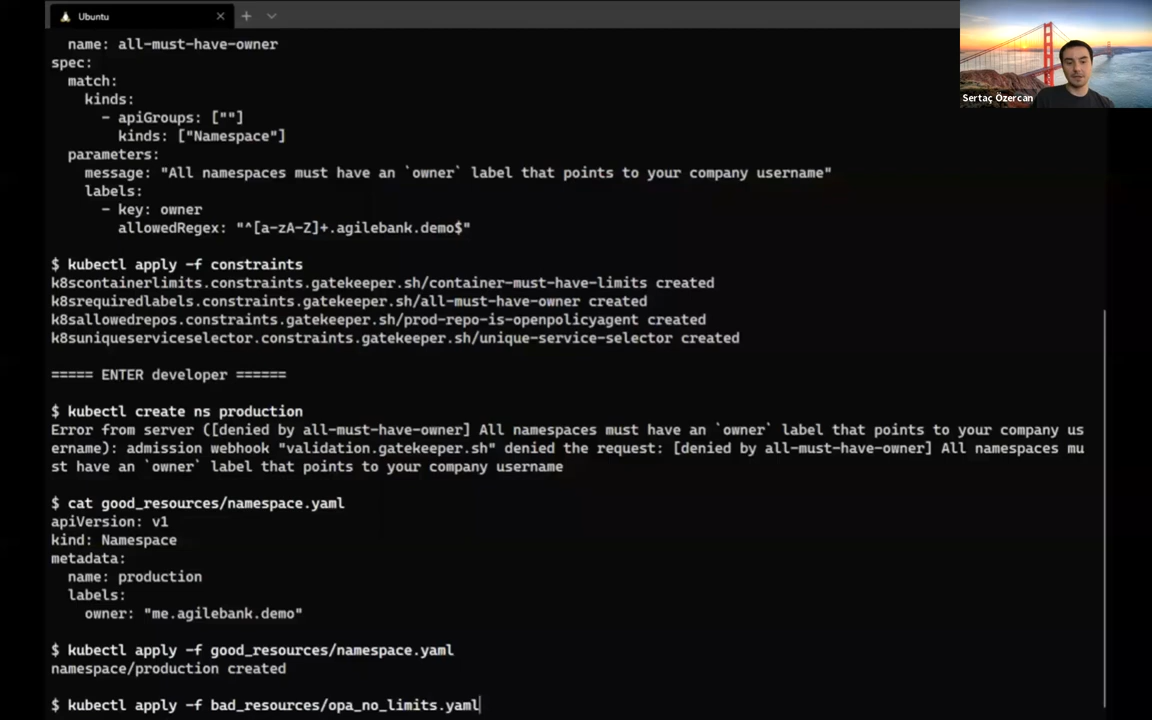 Ubuntu
Sertaç Özercan
name: all-must-have-owner
spec:
match:
kinds:
- apiGroups: [""]
kinds: ["Namespace"]
parameters:
message: "All namespaces must have an `owner` label that points to your company username"
labels:
- key: owner
allowedRegex: "^[a-zA-Z]+.agilebank.demo$"
$ kubectl apply -f constraints
k8scontainerlimits.constraints.gatekeeper.sh/container-must-have-limits created
k8srequiredlabels.constraints.gatekeeper.sh/all-must-have-owner created
k8sallowedrepos.constraints.gatekeeper.sh/prod-repo-is-openpolicyagent created
k8suniqueserviceselector.constraints.gatekeeper.sh/unique-service-selector created
===== ENTER developer ======
$ kubectl create ns production
Error from server ([denied by all-must-have-owner] All namespaces must have an `owner` label that points to your company us
ername): admission webhook "validation.gatekeeper.sh" denied the request: [denied by all-must-have-owner] All namespaces mu
st have an `owner` label that points to your company username
$ cat good_resources/namespace.yaml
apiVersion: v1
kind: Namespace
metadata:
name: production
labels:
owner: "me.agilebank.demo"
$ kubectl apply -f good_resources/namespace.yaml
namespace/production created
$ kubectl apply -f bad_resources/opa_no_limits.yaml